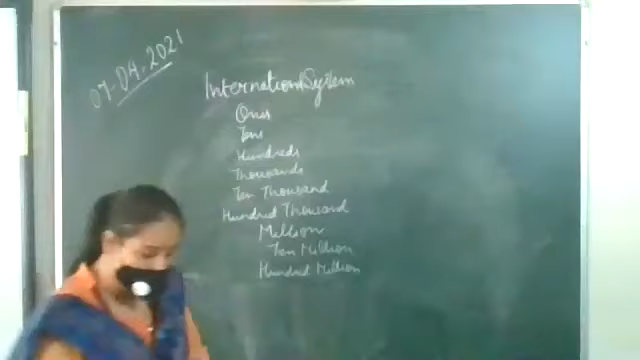 07.04.2021
International System
Ones
Tens
Hundreds
Thousands
Ten Thousand
Hundred Thousand
Million
Ten Million
Hundred Million